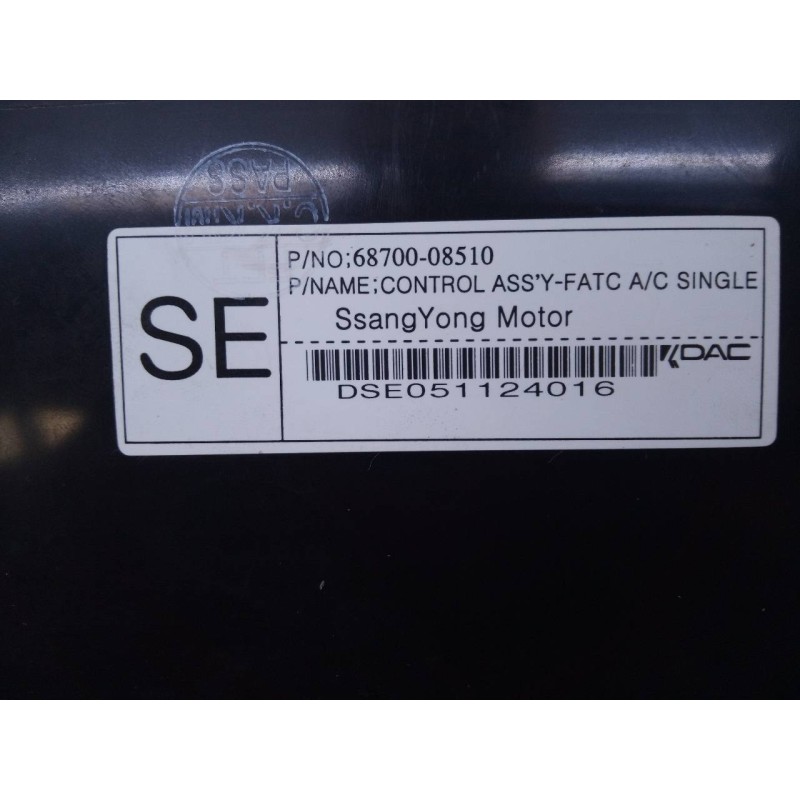 PASS
SE
P/NO;68700-08510
P/NAME;CONTROL ASS'Y-FATC A/C SINGLE
SsangYong Motor
DAC
DSE051124016